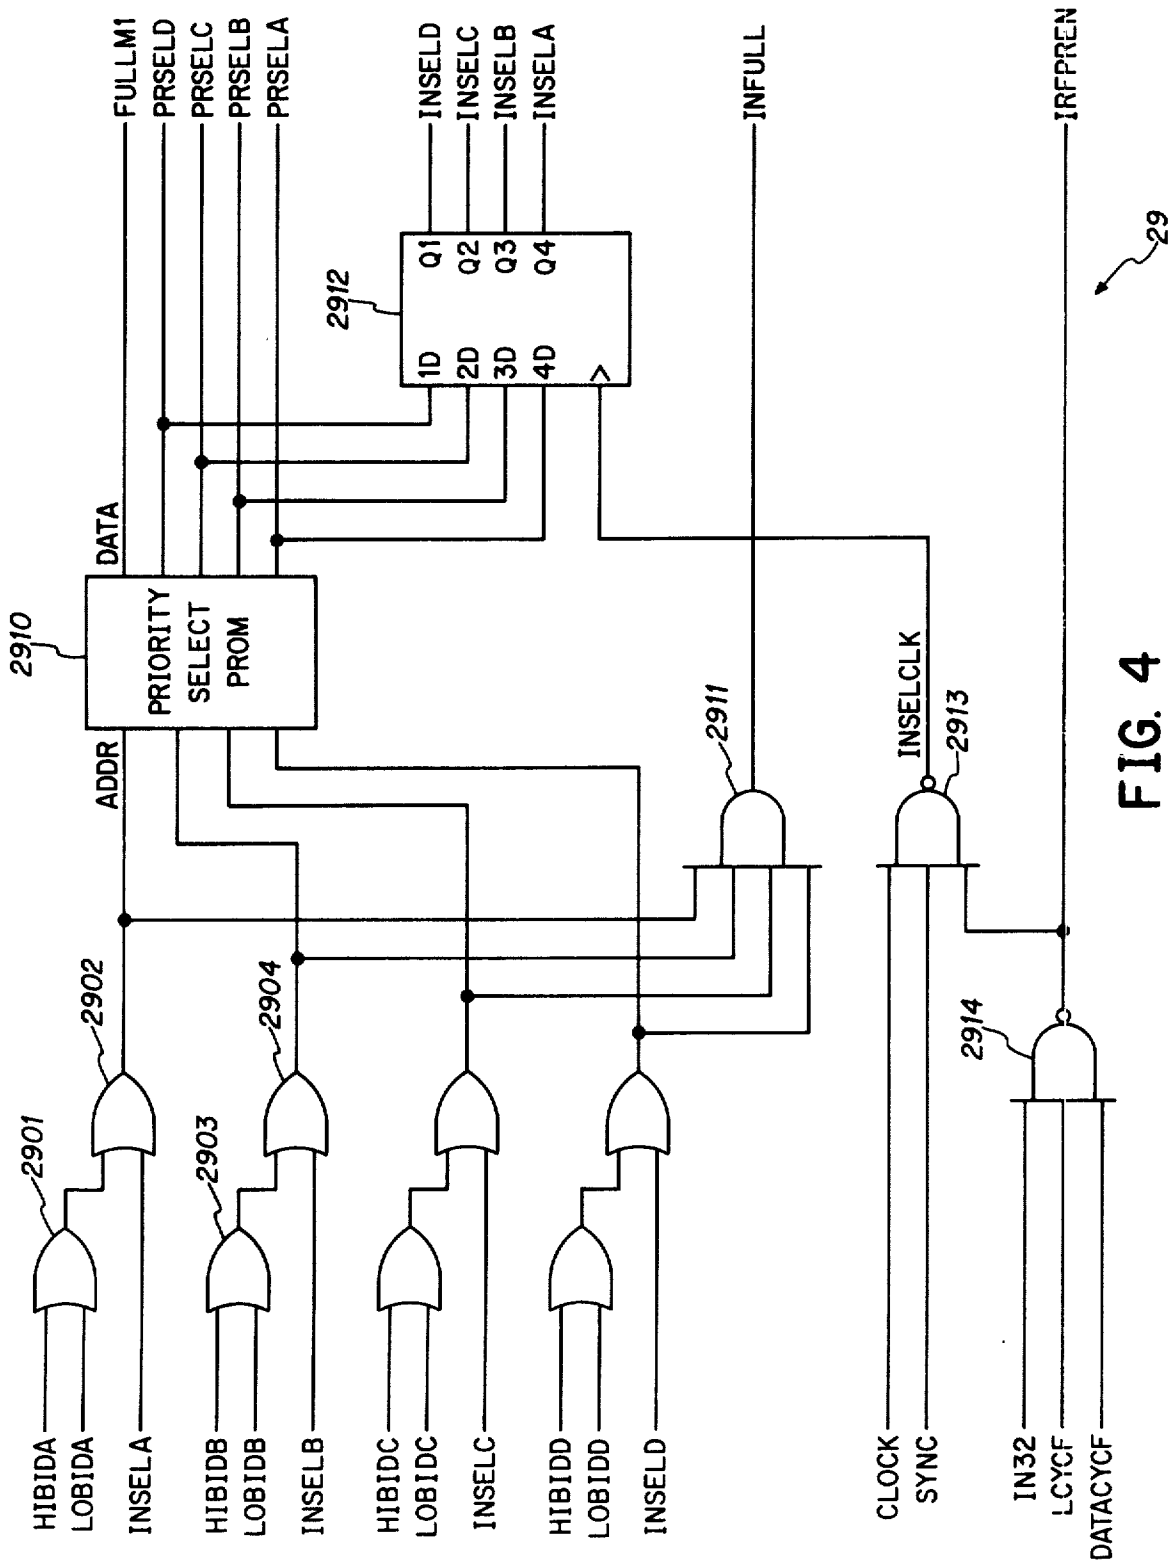 HIBIDA
LOBIDA
INSELA
HIBIDB
LOBIDB
INSELB
HIBIDC
LOBIDC
INSELC
HIBIDD
LOBIDD
INSELD
CLOCK
SYNC
IN32
LCYCF
DATACYCF
2901
2902
2903
2904
2910
ADDR
PRIORITY
SELECT
PROM
DATA
2911
INSELCLK
2913
2914
2912
1D
2D
3D
4D
Q1
Q2
Q3
Q4
FULLM1
PRSELD
PRSELC
PRSELB
PRSELA
INSELD
INSELC
INSELB
INSELA
INFULL
IRFPREN
29
FIG. 4